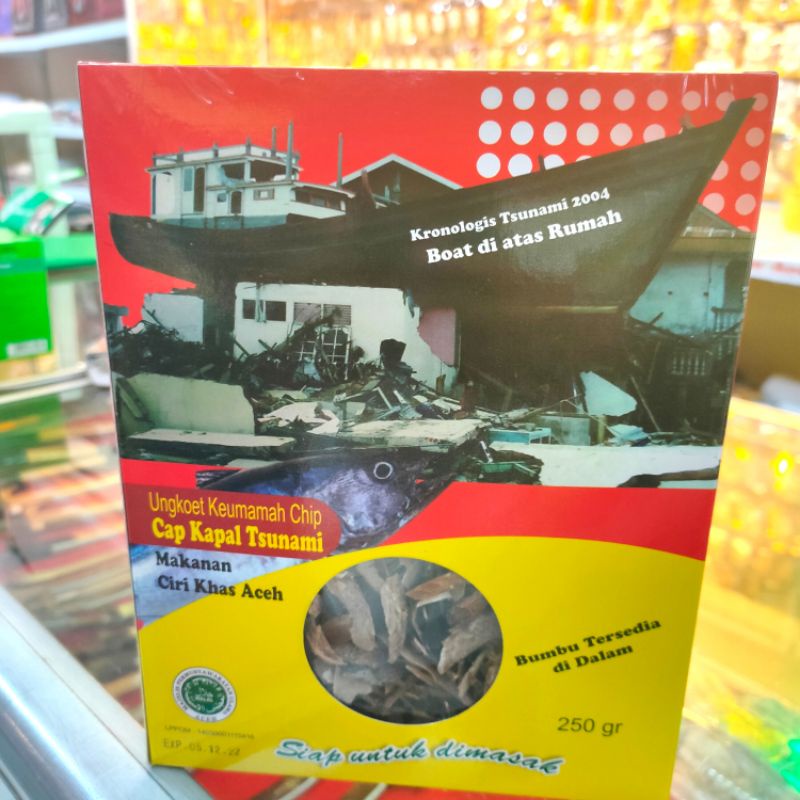 Kronologis Tsunami 2004
Boat di atas Rumah
Ungkoet Keumamah Chip
Cap Kapal Tsunami
Makanan
Ciri Khas Aceh
Bumbu Tersedia
di Dalam
ACEH
250 gr
EXP.05.12.22
Siap untuk dimasak